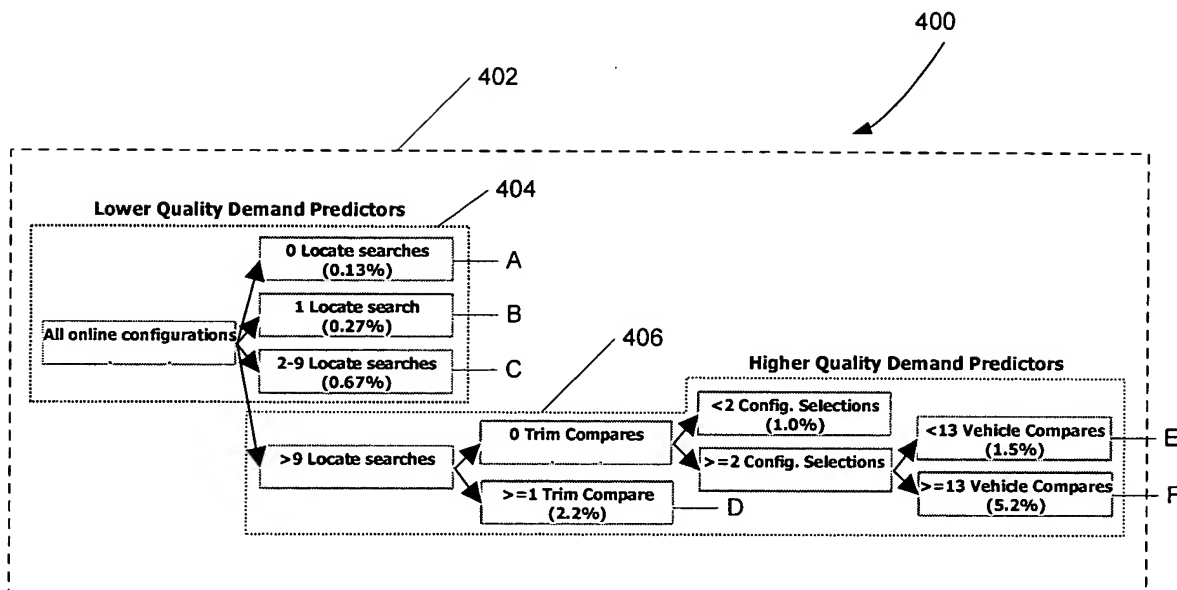 400
402
404
Lower Quality Demand Predictors
0 Locate searches
(0.13%)
A
1 Locate search
(0.27%)
B
All online configurations
2-9 Locate searches
(0.67%)
C
406
Higher Quality Demand Predictors
<2 Config. Selections
(1.0%)
0 Trim Compares
<13 Vehicle Compares
(1.5%)
E
>9 Locate searches
>=2 Config. Selections
>=1 Trim Compare
(2.2%)
D
>=13 Vehicle Compares
(5.2%)
F